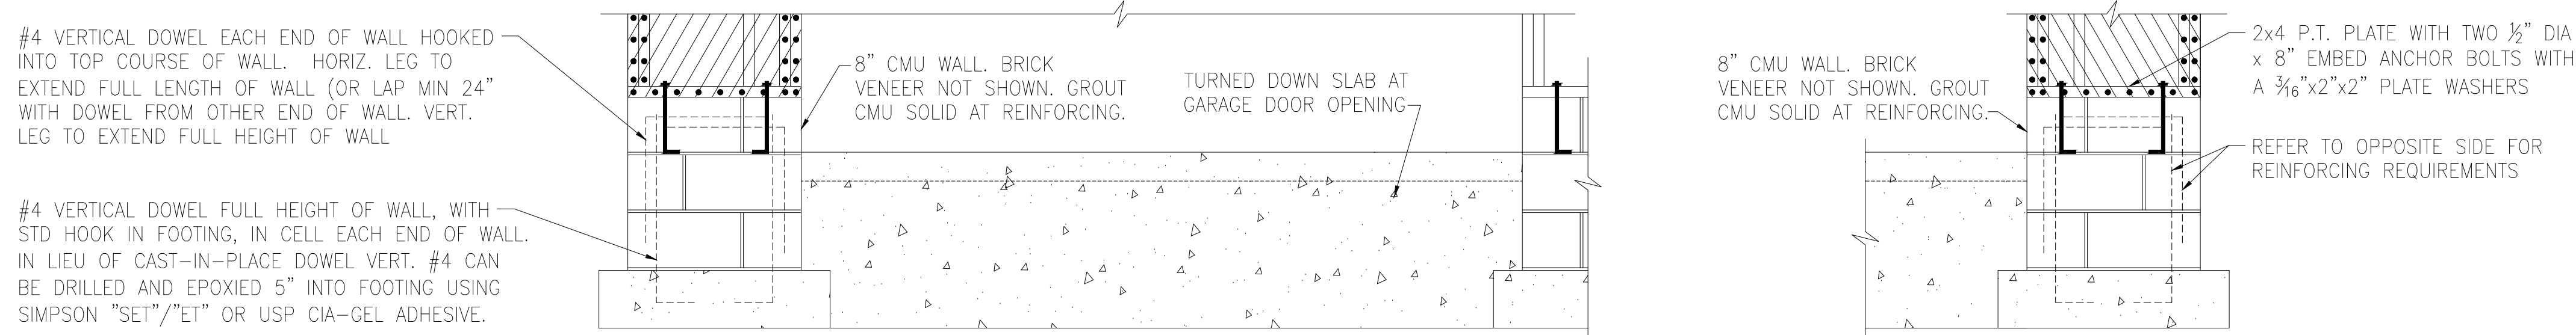 #4 VERTICAL DOWEL EACH END OF WALL HOOKED
INTO TOP COURSE OF WALL. HORIZ. LEG TO
EXTEND FULL LENGTH OF WALL (OR LAP MIN 24"
WITH DOWEL FROM OTHER END OF WALL. VERT.
LEG TO EXTEND FULL HEIGHT OF WALL
#4 VERTICAL DOWEL FULL HEIGHT OF WALL, WITH
STD HOOK IN FOOTING, IN CELL EACH END OF WALL.
IN LIEU OF CAST-IN-PLACE DOWEL VERT. #4 CAN
BE DRILLED AND EPOXIED 5" INTO FOOTING USING
SIMPSON "SET"/"ET" OR USP CIA-GEL ADHESIVE.
8" CMU WALL. BRICK
VENEER NOT SHOWN. GROUT
CMU SOLID AT REINFORCING.
TURNED DOWN SLAB AT
GARAGE DOOR OPENING
8" CMU WALL. BRICK
VENEER NOT SHOWN. GROUT
CMU SOLID AT REINFORCING.
2x4 P.T. PLATE WITH TWO ½" DIA
x 8" EMBED ANCHOR BOLTS WITH
A 3⁄16"x2"x2" PLATE WASHERS
REFER TO OPPOSITE SIDE FOR
REINFORCING REQUIREMENTS